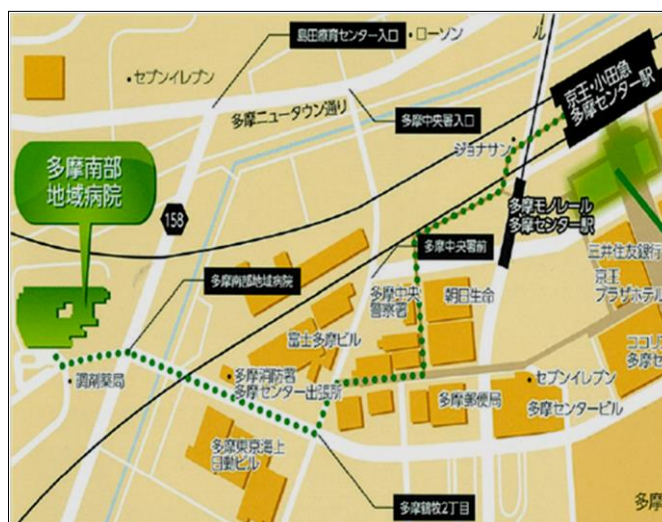 島田療育センター入口
・ローソン
ル
・セブンイレブン
京王・小田急
多摩センター駅
多摩ニュータウン通り
多摩中央署入口
ジョナサン
多摩南部
地域病院
158
多摩モノレール
多摩センター駅
多摩中央署前
三井住友銀行
多摩南部地域病院
多摩中央
警察署
朝日生命
京王
プラザホテル
富士多摩ビル
ココリ
多摩セ
・調剤薬局
・多摩消防署
多摩センター出張所
・セブンイレブン
多摩郵便局
多摩センタービル
多摩東京海上
日動ビル
多摩鶴牧2丁目
多摩